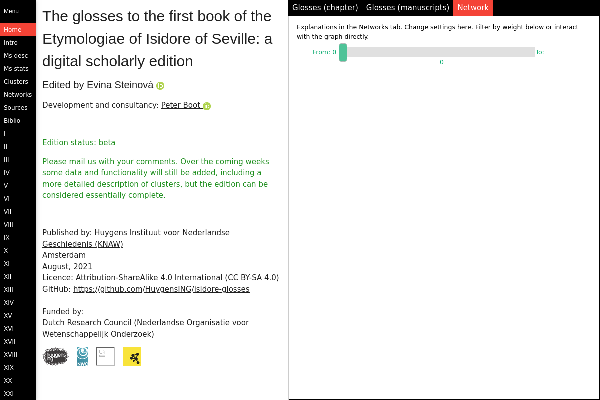 Menu
Home
Intro
Ms desc
Ms stats
Clusters
Networks
Sources
Biblio
I
II
III
IV
V
VI
VII
VIII
IX
X
XI
XII
XIII
XIV
XV
XVI
XVII
XVIII
XIX
XX
XXI
The glosses to the first book of the
Etymologiae of Isidore of Seville: a
digital scholarly edition
Edited by Evina Steinová
Development and consultancy: Peter Boot
Edition status: beta
Please mail us with your comments. Over the coming weeks
some data and functionality will still be added, including a
more detailed description of clusters, but the edition can be
considered essentially complete.
Published by: Huygens Instituut voor Nederlandse
Geschiedenis (KNAW)
Amsterdam
August, 2021
Licence: Attribution-ShareAlike 4.0 International (CC BY-SA 4.0)
GitHub: https://github.com/HuygensING/isidore-glosses
Funded by:
Dutch Research Council (Nederlandse Organisatie voor
Wetenschappelijk Onderzoek)
Glosses (chapter) Glosses (manuscripts) Network
Explanations in the Networks tab. Change settings here. Filter by weight below or interact
with the graph directly.
From: 0 to:
0